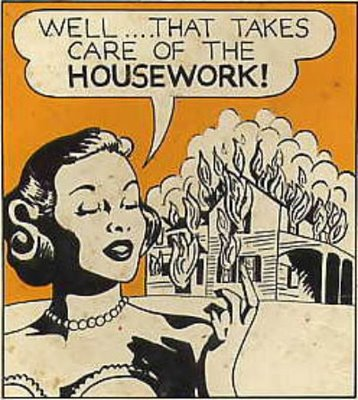 WELL....THAT TAKES
CARE OF THE
HOUSEWORK!